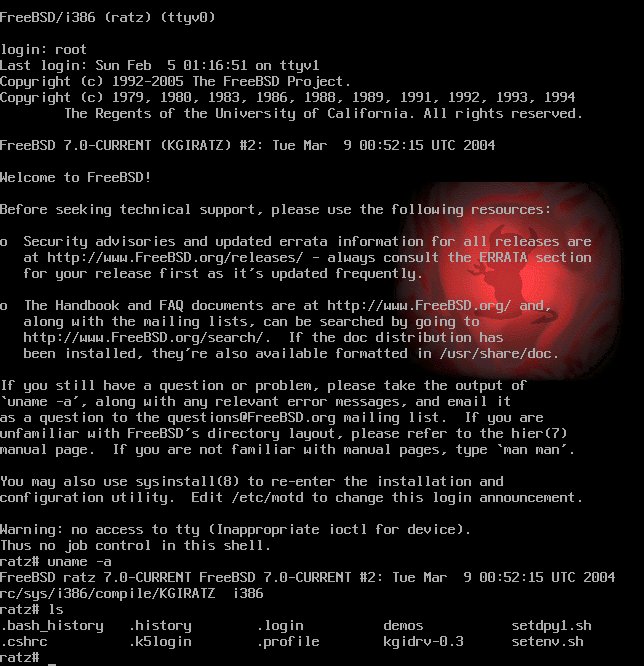 FreeBSD/i386 (ratz) (ttyv0)
login: root
Last login: Sun Feb  5 01:16:51 on ttyv1
Copyright (c) 1992-2005 The FreeBSD Project.
Copyright (c) 1979, 1980, 1983, 1986, 1988, 1989, 1991, 1992, 1993, 1994
        The Regents of the University of California. All rights reserved.
FreeBSD 7.0-CURRENT (KGIRATZ) #2: Tue Mar  9 00:52:15 UTC 2004
Welcome to FreeBSD!
Before seeking technical support, please use the following resources:
o  Security advisories and updated errata information for all releases are
   at http://www.FreeBSD.org/releases/ - always consult the ERRATA section
   for your release first as it's updated frequently.
o  The Handbook and FAQ documents are at http://www.FreeBSD.org/ and,
   along with the mailing lists, can be searched by going to
   http://www.FreeBSD.org/search/.  If the doc distribution has
   been installed, they're also available formatted in /usr/share/doc.
If you still have a question or problem, please take the output of
`uname -a', along with any relevant error messages, and email it
as a question to the questions@FreeBSD.org mailing list.  If you are
unfamiliar with FreeBSD's directory layout, please refer to the hier(7)
manual page.  If you are not familiar with manual pages, type `man man'.
You may also use sysinstall(8) to re-enter the installation and
configuration utility.  Edit /etc/motd to change this login announcement.
Warning: no access to tty (Inappropriate ioctl for device).
Thus no job control in this shell.
ratz# uname -a
FreeBSD ratz 7.0-CURRENT FreeBSD 7.0-CURRENT #2: Tue Mar  9 00:52:15 UTC 2004
rc/sys/i386/compile/KGIRATZ  i386
ratz# ls
.bash_history   .history        .login          demos           setdpy1.sh
.cshrc          .k5login        .profile        kgidrv-0.3      setenv.sh
ratz# _